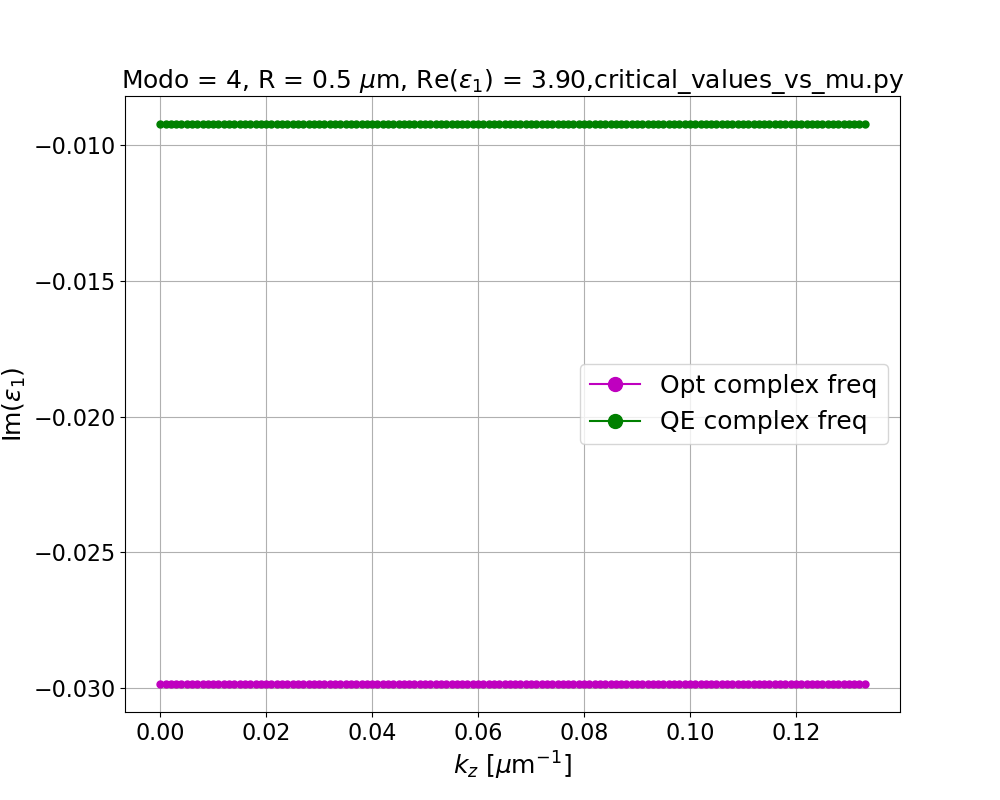 Modo = 4, R = 0.5 μm, Re(ε₁) = 3.90,critical_values_vs_mu.py
−0.010
−0.015
−0.020
−0.025
−0.030
Im(ε₁)
Opt complex freq
QE complex freq
0.00 0.02 0.04 0.06 0.08 0.10 0.12
k_z [μm⁻¹]